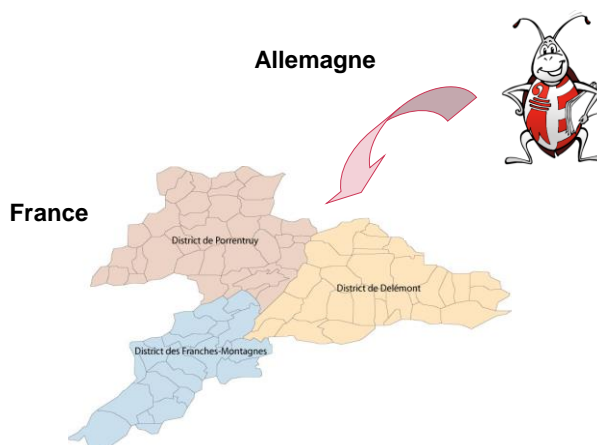 Allemagne
France
District de Porrentruy
District de Delémont
District des Franches-Montagnes